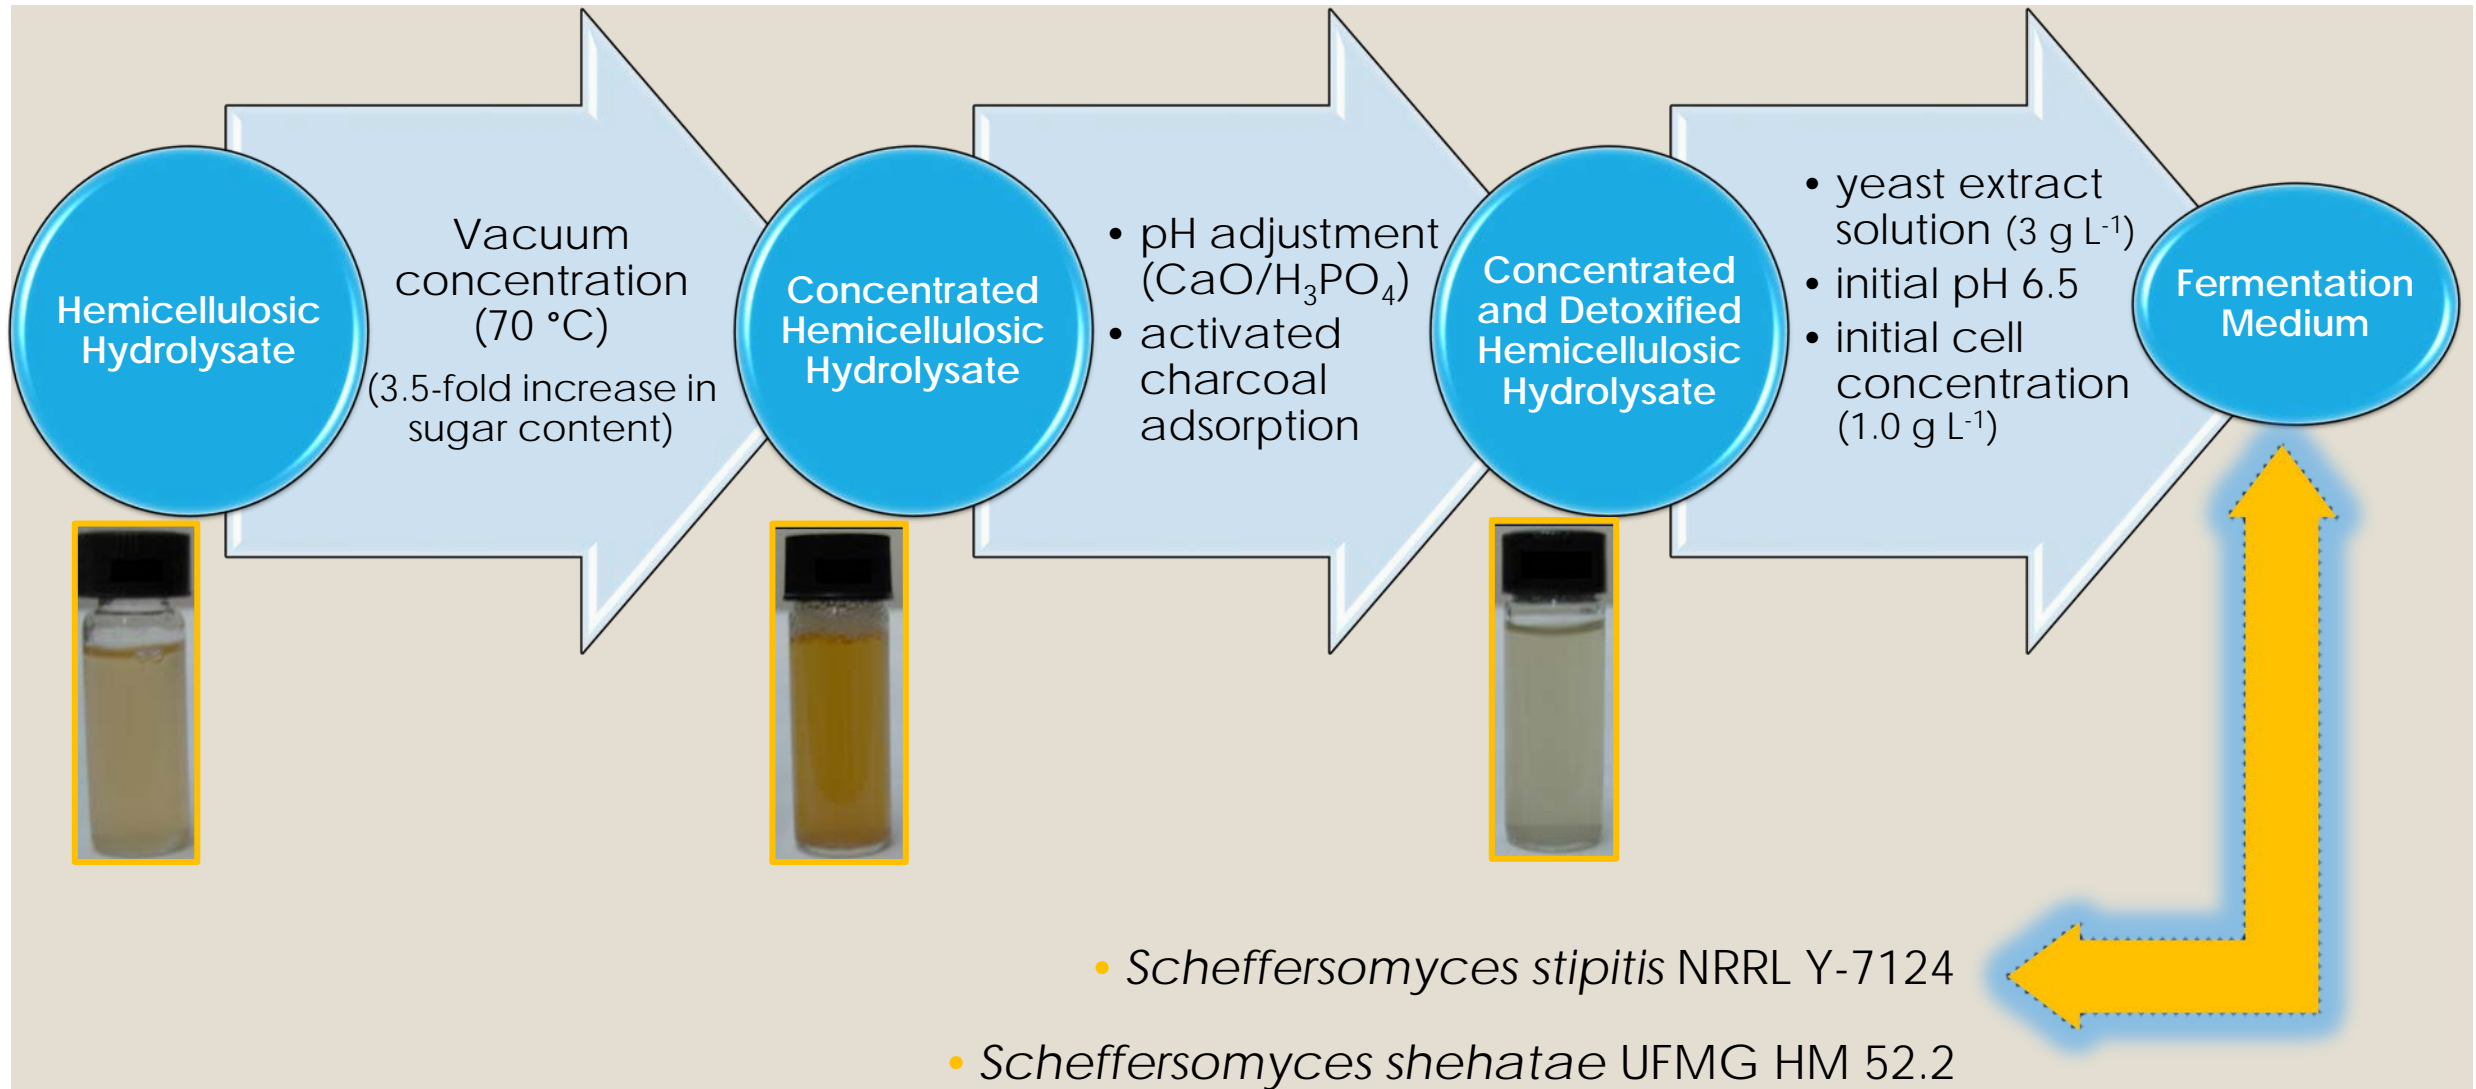 Hemicellulosic
Hydrolysate
Vacuum
concentration
(70 °C)
(3.5-fold increase in
sugar content)
Concentrated
Hemicellulosic
Hydrolysate
• pH adjustment
(CaO/H₃PO₄)
• activated
charcoal
adsorption
Concentrated
and Detoxified
Hemicellulosic
Hydrolysate
• yeast extract
solution (3 g L⁻¹)
• initial pH 6.5
• initial cell
concentration
(1.0 g L⁻¹)
Fermentation
Medium
• Scheffersomyces stipitis NRRL Y-7124
• Scheffersomyces shehatae UFMG HM 52.2